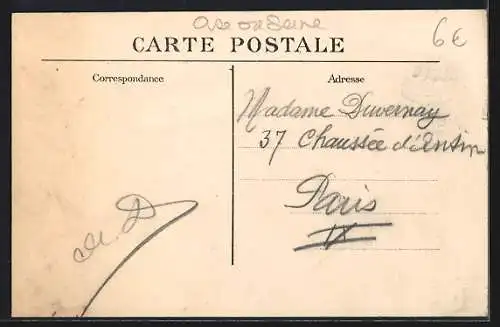 6€
CARTE POSTALE
Correspondance
Adresse
Madame Duvernay
37 Chaussée d'Antin
Paris
IX
M. D